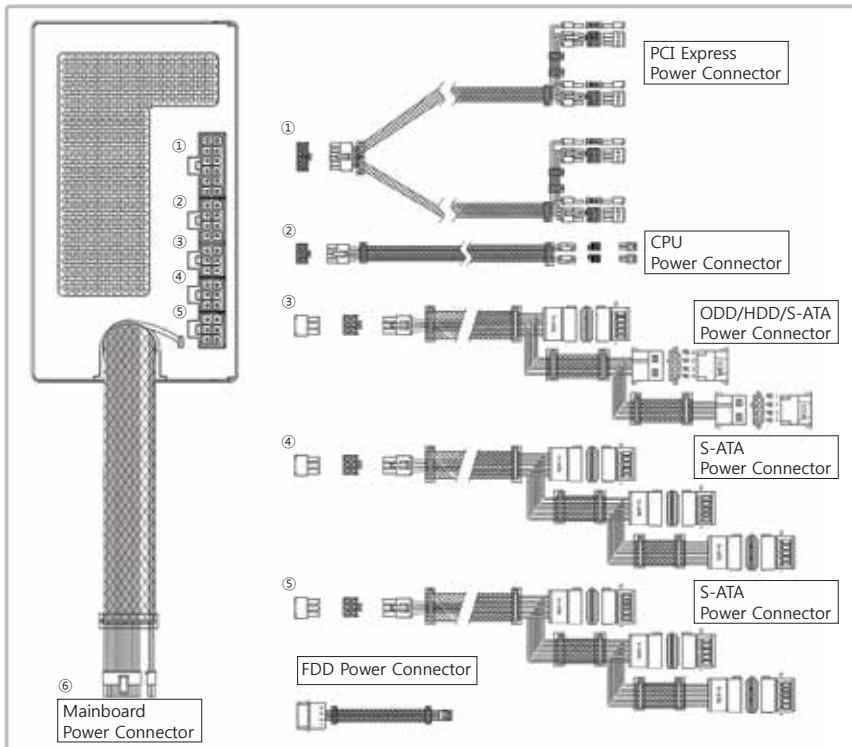 PCI Express
Power Connector
①
①
②
②
CPU
Power Connector
③
③
ODD/HDD/S-ATA
Power Connector
④
⑤
④
S-ATA
Power Connector
⑤
S-ATA
Power Connector
FDD Power Connector
⑥
Mainboard
Power Connector